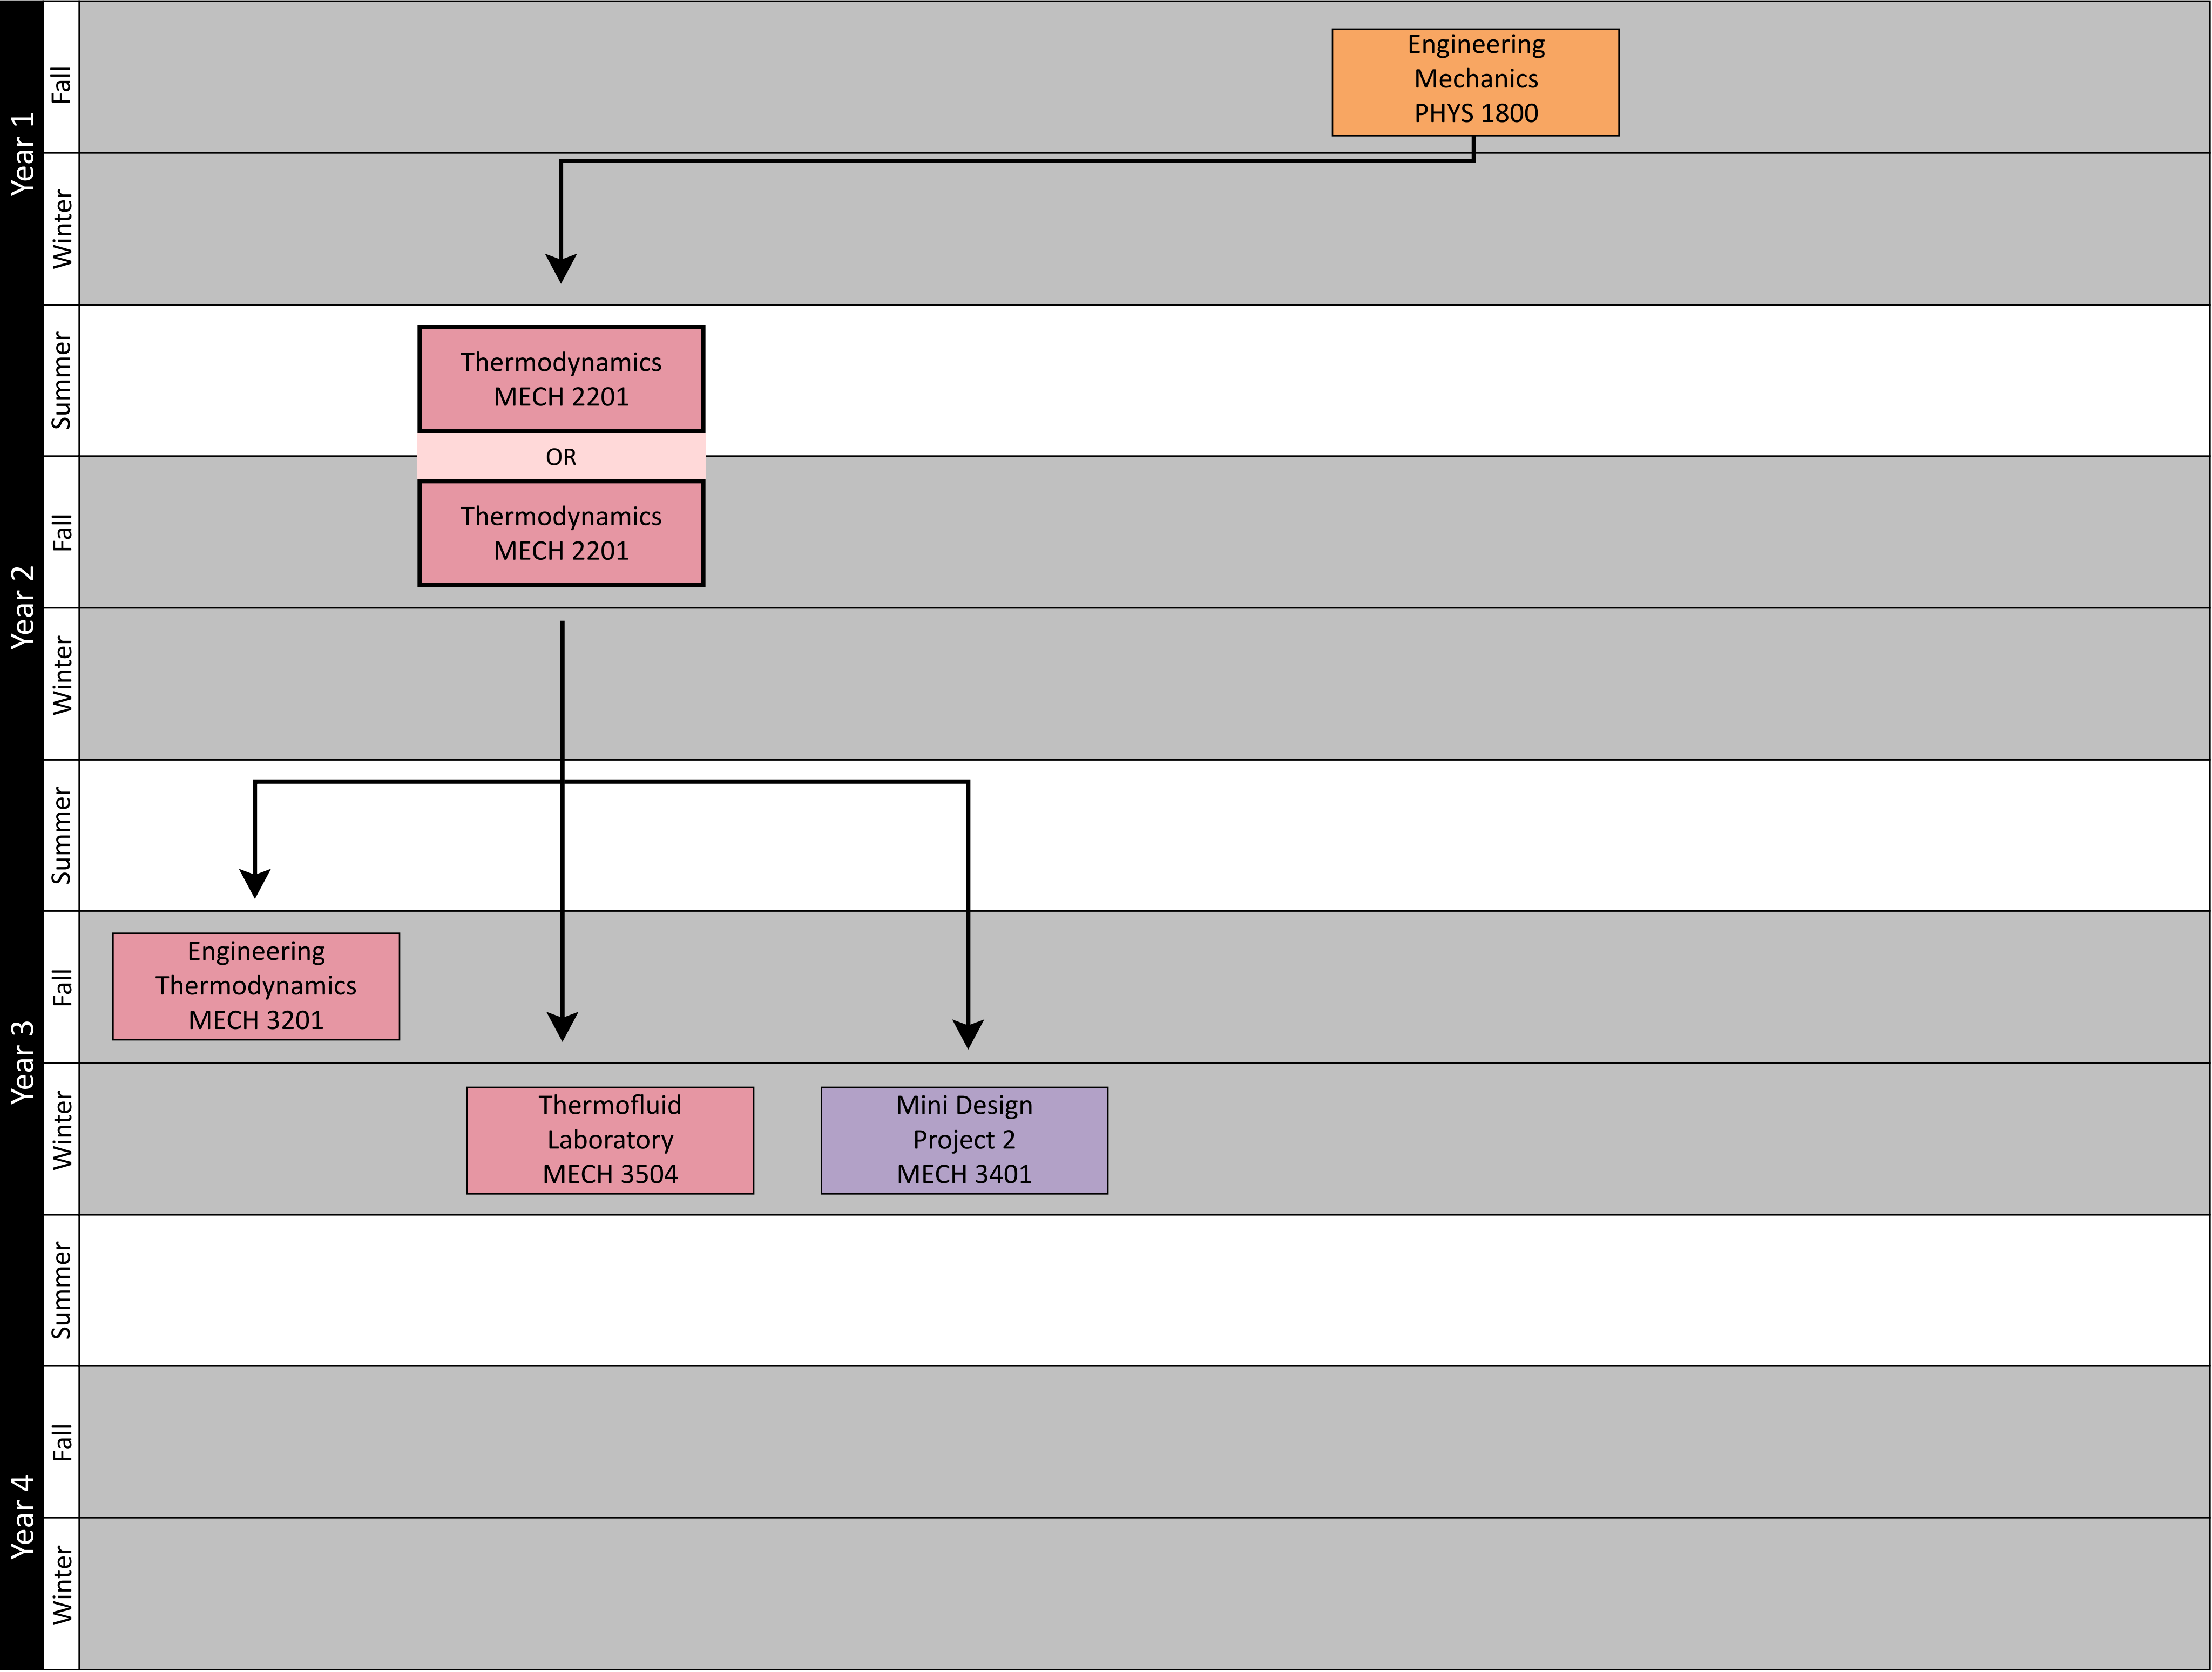 Year 1
Fall
Engineering
Mechanics
PHYS 1800
Winter
Summer
Thermodynamics
MECH 2201
OR
Year 2
Fall
Thermodynamics
MECH 2201
Winter
Summer
Year 3
Fall
Engineering
Thermodynamics
MECH 3201
Winter
Thermofluid
Laboratory
MECH 3504
Mini Design
Project 2
MECH 3401
Summer
Year 4
Fall
Winter